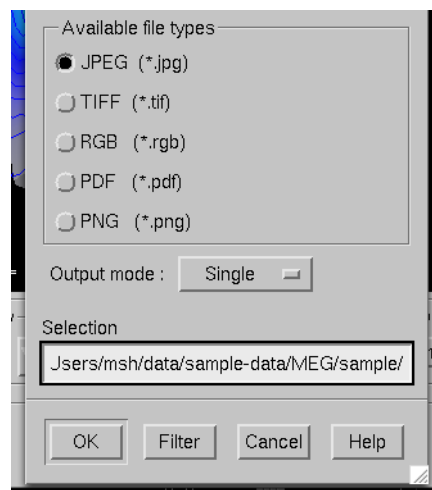 Available file types
JPEG (*.jpg)
TIFF (*.tif)
RGB (*.rgb)
PDF (*.pdf)
PNG (*.png)
Output mode : Single
Selection
Jsers/msh/data/sample-data/MEG/sample/
OK Filter Cancel Help